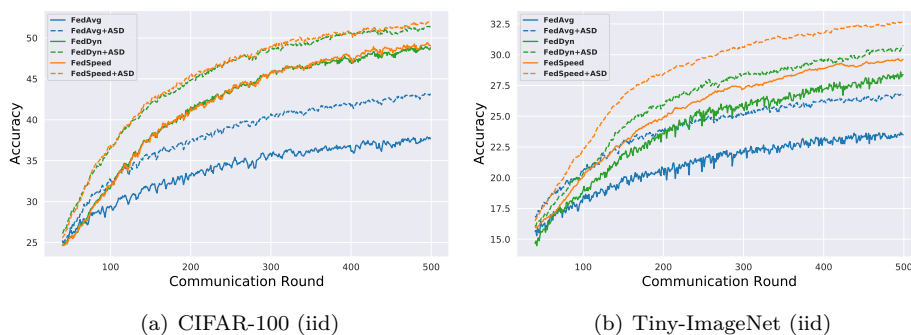 FedAvg
FedAvg+ASD
FedDyn
FedDyn+ASD
FedSpeed
FedSpeed+ASD
50
45
40
35
30
25
Accuracy
100 200 300 400 500
Communication Round
(a) CIFAR-100 (iid)
FedAvg
FedAvg+ASD
FedDyn
FedDyn+ASD
FedSpeed
FedSpeed+ASD
32.5
30.0
27.5
25.0
22.5
20.0
17.5
15.0
Accuracy
100 200 300 400 500
Communication Round
(b) Tiny-ImageNet (iid)